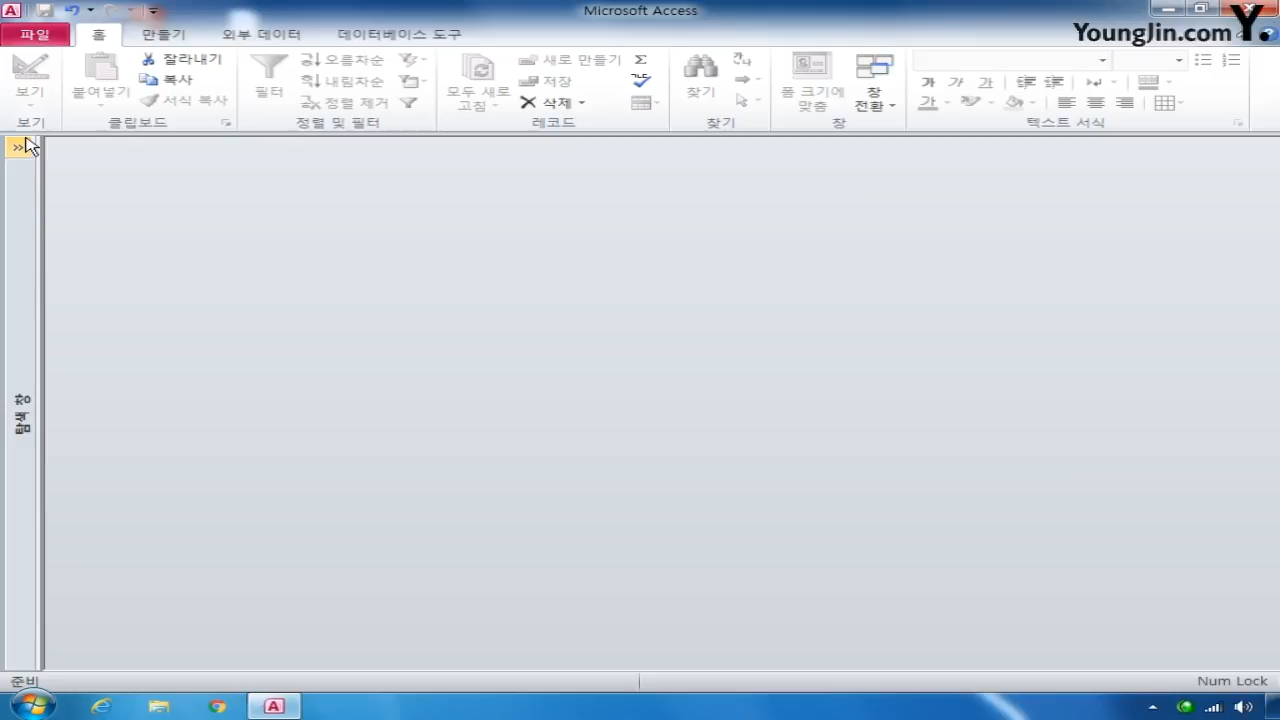 Microsoft Access
YoungJin.com Y.
파일 홈 만들기 외부 데이터 데이터베이스 도구
보기
보기
붙여넣기
잘라내기
복사
서식 복사
클립보드
필터
오름차순
내림차순
정렬 제거
정렬 및 필터
모두 새로
고침
새로 만들기
저장
삭제
레코드
찾기
찾기
폼 크기에
맞춤
창
전환
창
가 가 가
가
텍스트 서식
탐색 창
준비
Num Lock